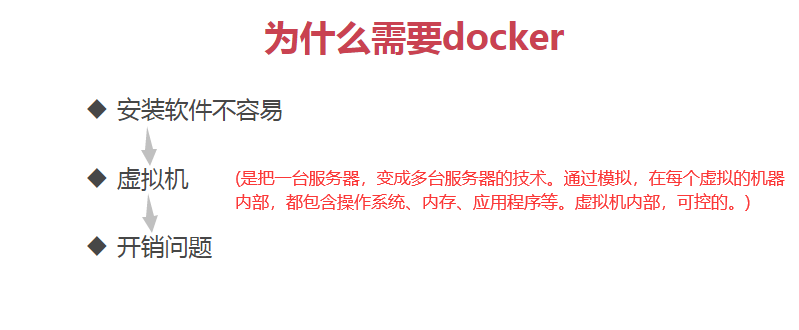 为什么需要docker
◆ 安装软件不容易
◆ 虚拟机
(是把一台服务器，变成多台服务器的技术。通过模拟，在每个虚拟的机器
内部，都包含操作系统、内存、应用程序等。虚拟机内部，可控的。)
◆ 开销问题